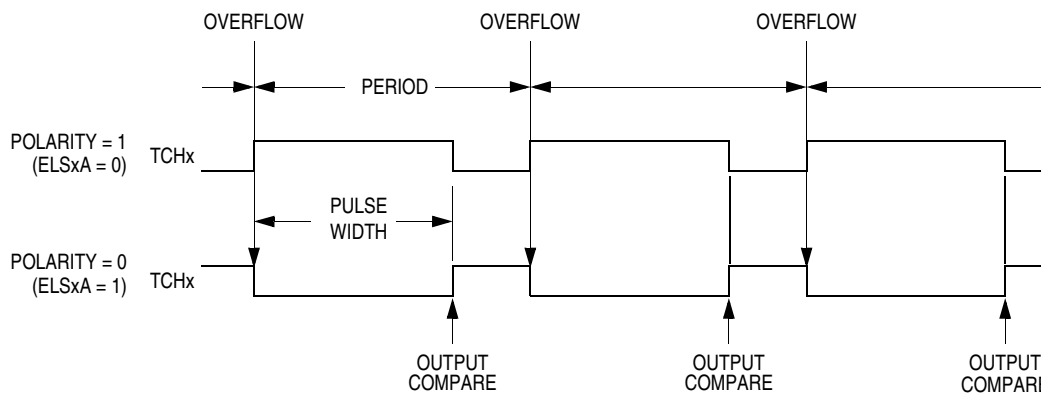 OVERFLOW
OVERFLOW
OVERFLOW
PERIOD
POLARITY = 1
(ELSxA = 0)
TCHx
PULSE
WIDTH
POLARITY = 0
(ELSxA = 1)
TCHx
OUTPUT
COMPARE
OUTPUT
COMPARE
OUTPUT
COMPARE